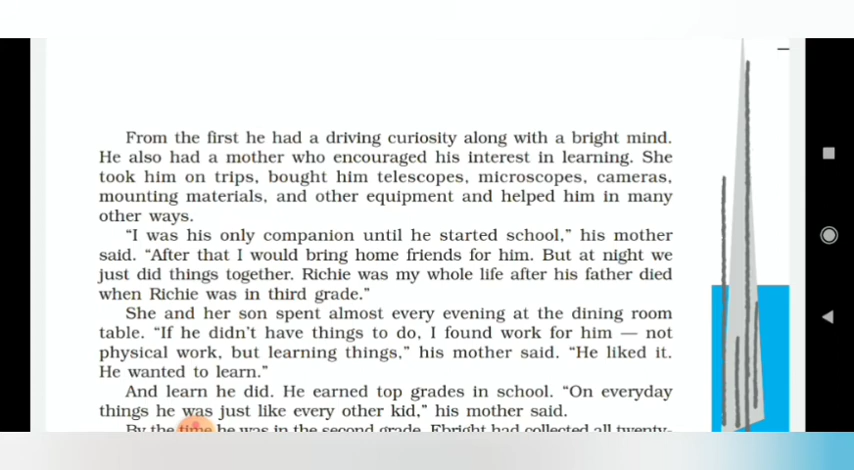 From the first he had a driving curiosity along with a bright mind.
He also had a mother who encouraged his interest in learning. She
took him on trips, bought him telescopes, microscopes, cameras,
mounting materials, and other equipment and helped him in many
other ways.
“I was his only companion until he started school,” his mother
said. “After that I would bring home friends for him. But at night we
just did things together. Richie was my whole life after his father died
when Richie was in third grade.”
She and her son spent almost every evening at the dining room
table. “If he didn’t have things to do, I found work for him — not
physical work, but learning things,” his mother said. “He liked it.
He wanted to learn.”
And learn he did. He earned top grades in school. “On everyday
things he was just like every other kid,” his mother said.
By the time he was in the second grade, Ebright had collected all twenty-